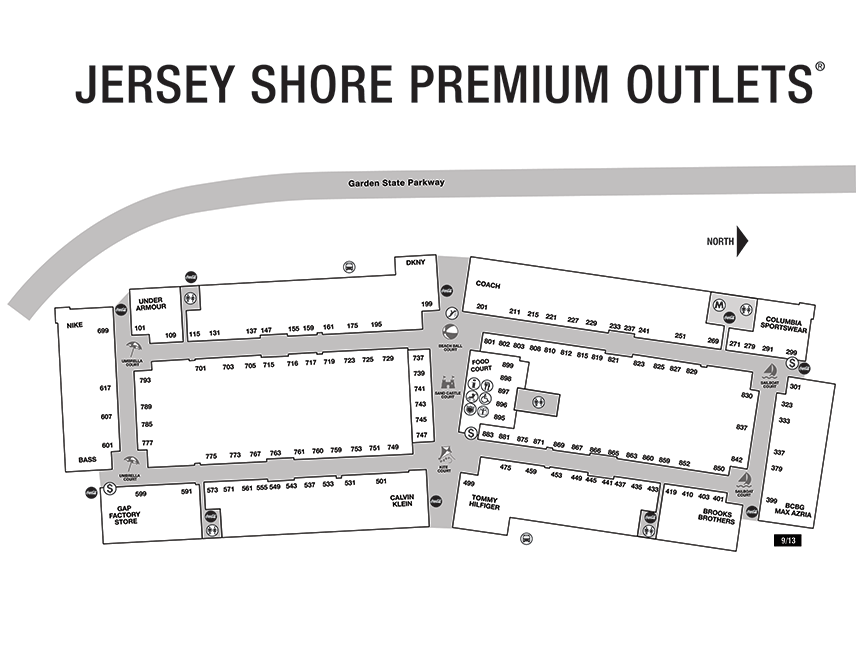 JERSEY SHORE PREMIUM OUTLETS®
Garden State Parkway
NORTH
DKNY
199
UNDER
ARMOUR
101
109
115 131 137 147 155 159 161 175 195
COACH
201 211 215 221 227 229 233 237 241 251 269
M
COLUMBIA
SPORTSWEAR
271 279 291 299
S
NIKE
699
617
607
601
BASS
UMBRELLA
COURT
BEACH BALL
COURT
SAND CASTLE
COURT
KITE
COURT
SAILBOAT
COURT
701 703 705 715 716 717 719 723 725 729
737
739
741
743
745
747
793
789
785
777
775 773 767 763 761 760 759 753 751 749
801 802 803 808 810 812 815 819 821 823 825 827 829
FOOD
COURT
899
898
897
896
895
830
837
842
850
S
883 881 875 871 869 867 866 865 863 860 859 852
301
323
333
337
379
399
BCBG
MAX AZRIA
UMBRELLA
COURT
SAILBOAT
COURT
S
599
591
GAP
FACTORY
STORE
573 571 561 555 549 543 537 533 531 501
CALVIN
KLEIN
499
475 459 453 449 445 441 437 435 433
TOMMY
HILFIGER
419 410 403 401
BROOKS
BROTHERS
9/13